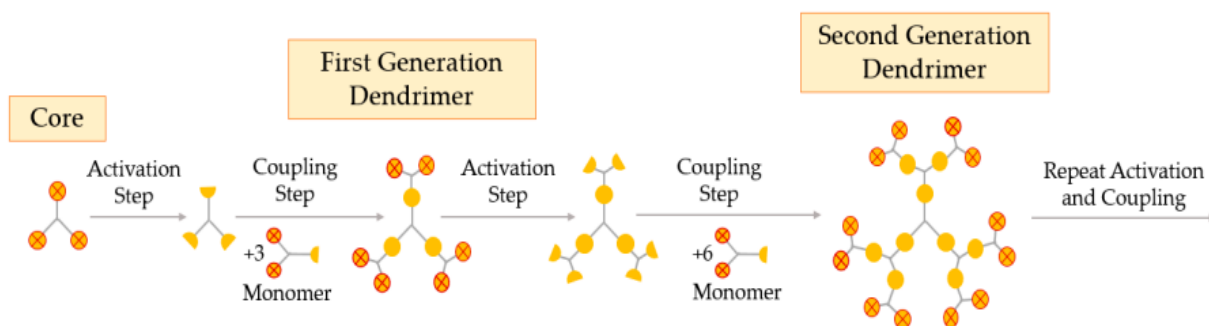 Core
Activation
Step
Coupling
Step
+3
Monomer
First Generation
Dendrimer
Activation
Step
Coupling
Step
+6
Monomer
Second Generation
Dendrimer
Repeat Activation
and Coupling